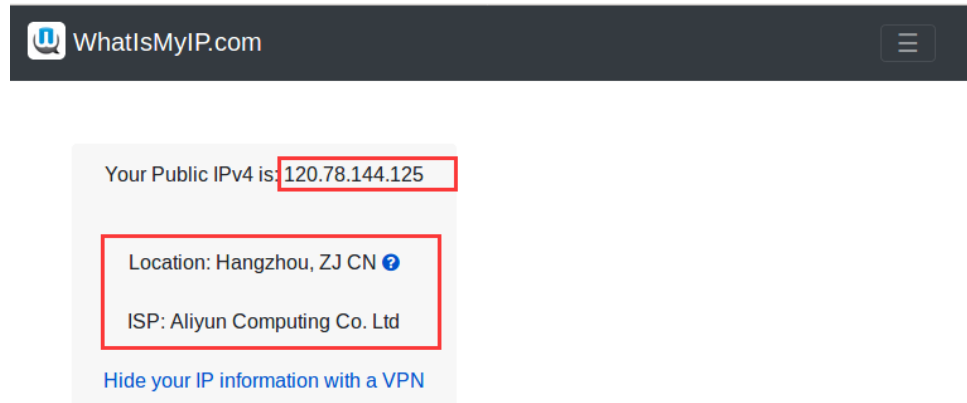 WhatIsMyIP.com
Your Public IPv4 is: 120.78.144.125
Location: Hangzhou, ZJ CN
ISP: Aliyun Computing Co. Ltd
Hide your IP information with a VPN